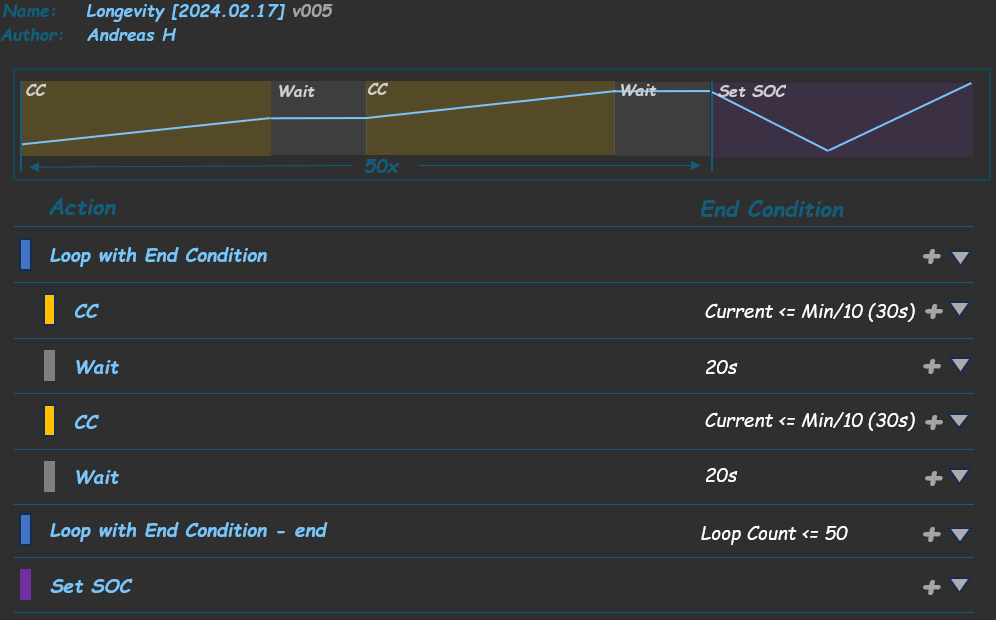 Name: Longevity [2024.02.17] v005
Author: Andreas H
CC Wait CC Wait Set SOC
50x
Action End Condition
Loop with End Condition
CC Current <= Min/10 (30s)
Wait 20s
CC Current <= Min/10 (30s)
Wait 20s
Loop with End Condition - end Loop Count <= 50
Set SOC